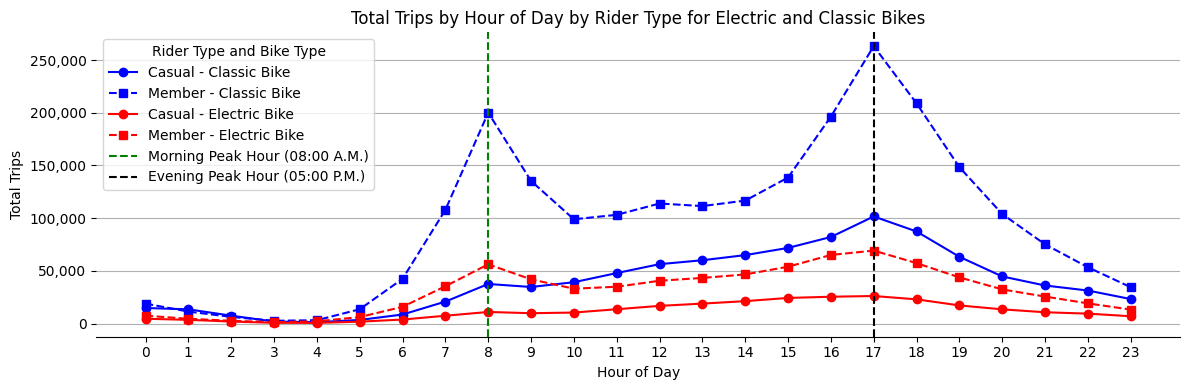 Total Trips by Hour of Day by Rider Type for Electric and Classic Bikes
Rider Type and Bike Type
Casual - Classic Bike
Member - Classic Bike
Casual - Electric Bike
Member - Electric Bike
Morning Peak Hour (08:00 A.M.)
Evening Peak Hour (05:00 P.M.)
Total Trips
250,000
200,000
150,000
100,000
50,000
0
0 1 2 3 4 5 6 7 8 9 10 11 12 13 14 15 16 17 18 19 20 21 22 23
Hour of Day